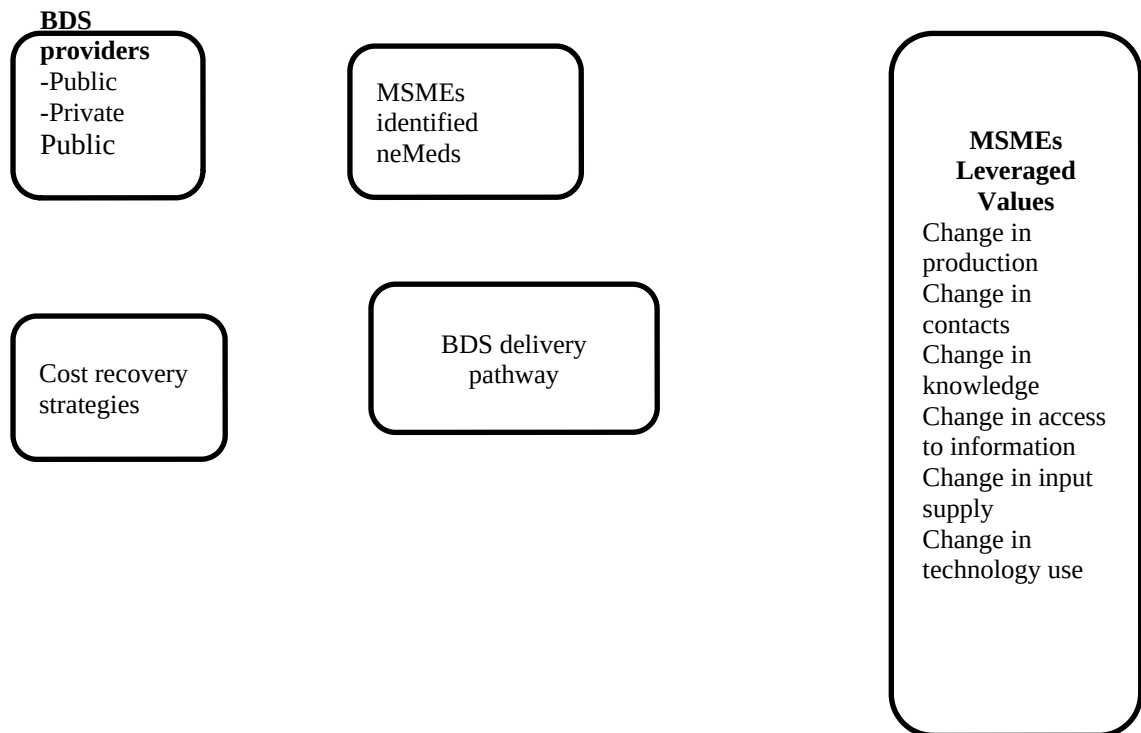 BDS
providers
-Public
-Private
Public
MSMEs
identified
neMeds
Cost recovery
strategies
BDS delivery
pathway
MSMEs
Leveraged
Values
Change in
production
Change in
contacts
Change in
knowledge
Change in access
to information
Change in input
supply
Change in
technology use